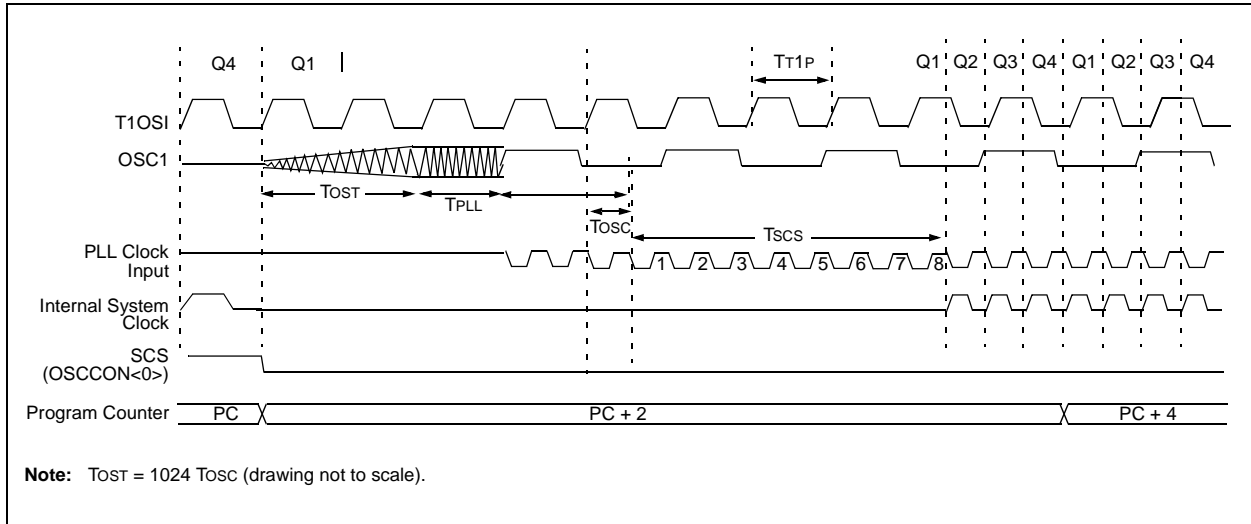 Q4 Q1 Q1 Q2 Q3 Q4 Q1 Q2 Q3 Q4
TT1P
T1OSI
OSC1
TOST TPLL
TOSC
TSCS
PLL Clock
Input
1 2 3 4 5 6 7 8
Internal System
Clock
SCS
(OSCCON<0>)
Program Counter PC PC + 2 PC + 4
Note: TOST = 1024 TOSC (drawing not to scale).